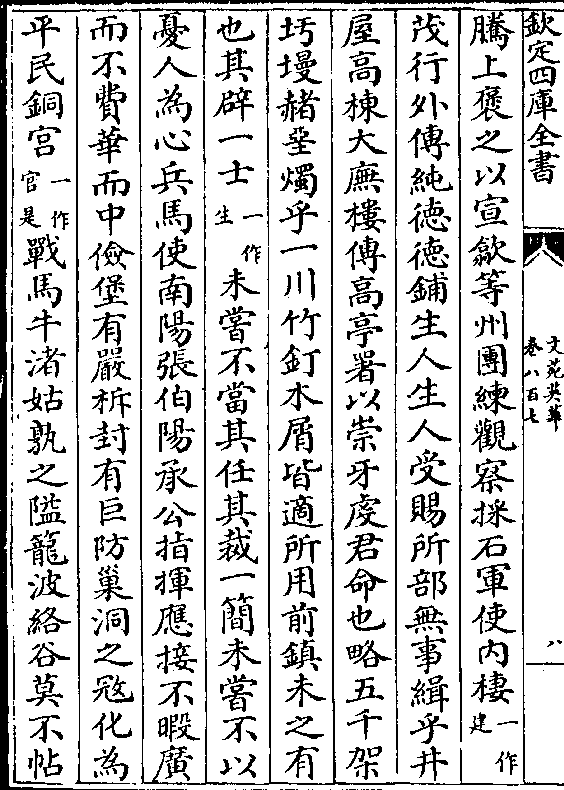 欽定四庫全書
文苑英華
卷八百七
八
騰上褒之以宣歙等州團練觀察採石軍使内棲一作建
茂行外傳純德德鋪生人生人受賜所部無事緝乎井
屋高棟大廡樓傳高亭署以崇牙虔君命也略五千架
圬墁赭堊燭乎一川竹釘木屑皆適所用前鎮未之有
也其辟一士一作生未嘗不當其任其裁一簡未嘗不以
憂人為心兵馬使南陽張伯陽承公指揮應接不暇廣
而不費華而中儉堡有嚴柝封有巨防巢洞之寇化為
平民銅宫一作官是戰馬牛渚姑孰之隘籠波絡谷莫不帖